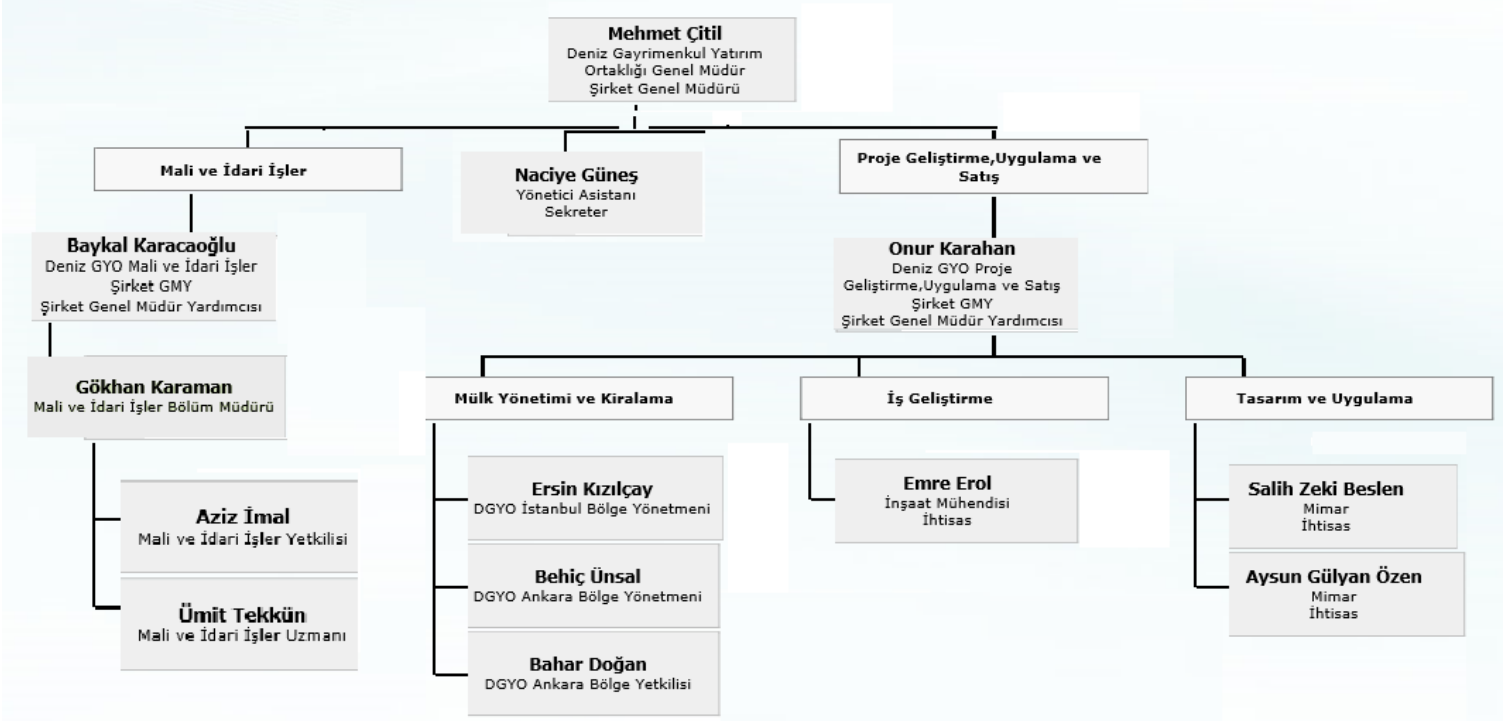 Mehmet Çitil
Deniz Gayrimenkul Yatırım
Ortaklığı Genel Müdür
Şirket Genel Müdürü
Mali ve İdari İşler
Naciye Güneş
Yönetici Asistanı
Sekreter
Proje Geliştirme,Uygulama ve
Satış
Baykal Karacaoğlu
Deniz GYO Mali ve İdari İşler
Şirket GMY
Şirket Genel Müdür Yardımcısı
Onur Karahan
Deniz GYO Proje
Geliştirme,Uygulama ve Satış
Şirket GMY
Şirket Genel Müdür Yardımcısı
Gökhan Karaman
Mali ve İdari İşler Bölüm Müdürü
Aziz İmal
Mali ve İdari İşler Yetkilisi
Ümit Tekkün
Mali ve İdari İşler Uzmanı
Mülk Yönetimi ve Kiralama
Ersin Kızılçay
DGYO İstanbul Bölge Yönetmeni
Behiç Ünsal
DGYO Ankara Bölge Yönetmeni
Bahar Doğan
DGYO Ankara Bölge Yetkilisi
İş Geliştirme
Emre Erol
İnşaat Mühendisi
İhtisas
Tasarım ve Uygulama
Salih Zeki Beslen
Mimar
İhtisas
Aysun Gülyan Özen
Mimar
İhtisas